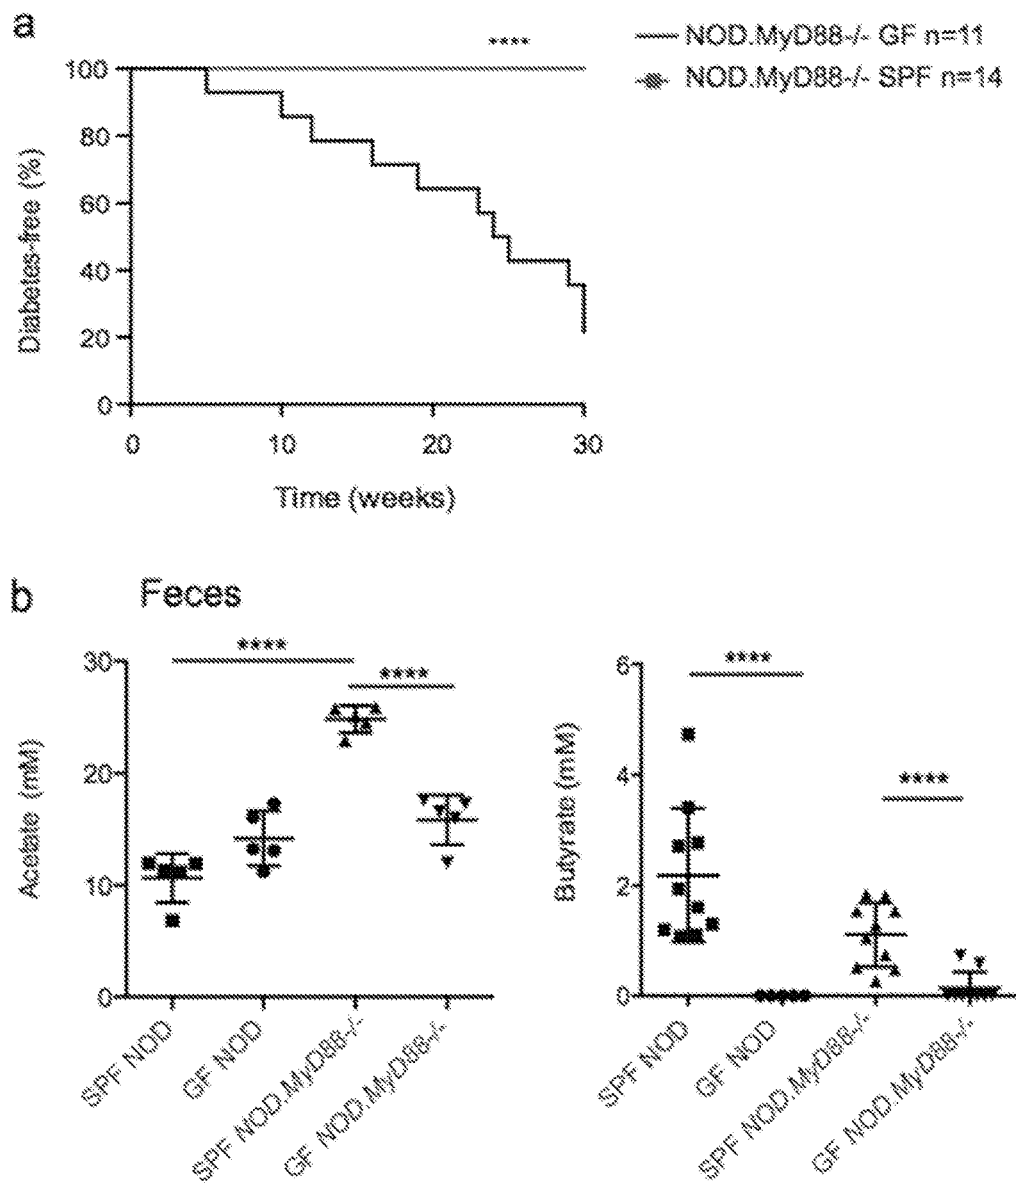 a
****
NOD.MyD88-/- GF n=11
NOD.MyD88-/- SPF n=14
100
80
60
40
20
0
Diabetes-free (%)
0 10 20 30
Time (weeks)
b Feces
30
20
10
0
Acetate (mM)
****
****
SPF NOD
GF NOD
SPF NOD.MyD88-/-
GF NOD.MyD88-/-
6
4
2
0
Butyrate (mM)
****
****
SPF NOD
GF NOD
SPF NOD.MyD88-/-
GF NOD.MyD88-/-